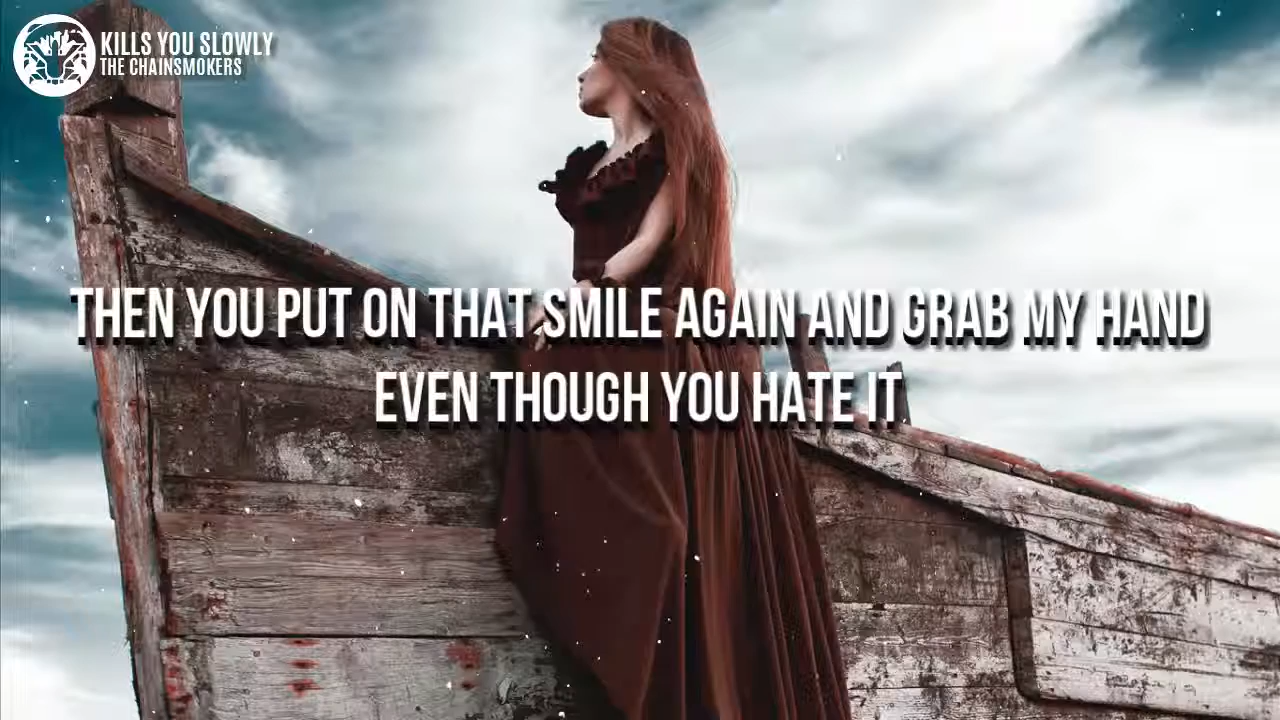 KILLS YOU SLOWLY
THE CHAINSMOKERS
THEN YOU PUT ON THAT SMILE AGAIN AND GRAB MY HAND
EVEN THOUGH YOU HATE IT